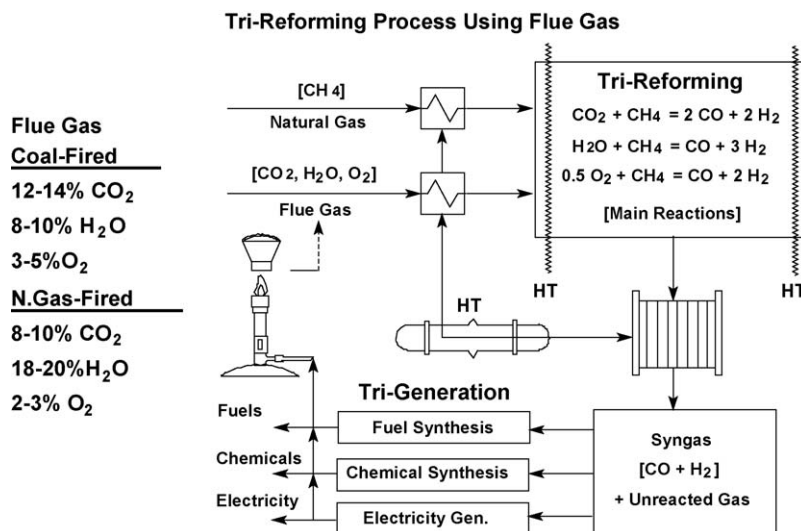 Tri-Reforming Process Using Flue Gas
Flue Gas
Coal-Fired
12-14% CO₂
8-10% H₂O
3-5%O₂
N.Gas-Fired
8-10% CO₂
18-20%H₂O
2-3% O₂
[CH 4]
Natural Gas
[CO2, H2O, O2]
Flue Gas
Tri-Reforming
CO₂ + CH₄ = 2 CO + 2 H₂
H2O + CH₄ = CO + 3 H₂
0.5 O₂ + CH₄ = CO + 2 H₂
[Main Reactions]
HT
HT
HT
Tri-Generation
Fuels
Fuel Synthesis
Chemicals
Chemical Synthesis
Electricity
Electricity Gen.
Syngas
[CO + H₂]
+ Unreacted Gas